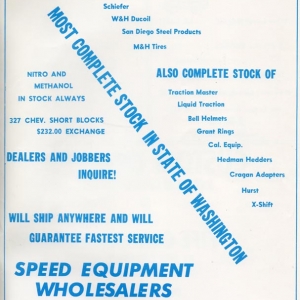 Schiefer
W&H Ducoil
San Diego Steel Products
M&H Tires
MOST COMPLETE STOCK IN STATE OF WASHINGTON
NITRO AND
METHANOL
IN STOCK ALWAYS
327 CHEV. SHORT BLOCKS
$232.00 EXCHANGE
DEALERS AND JOBBERS
INQUIRE!
ALSO COMPLETE STOCK OF
Traction Master
Liquid Traction
Bell Helmets
Grant Rings
Cal. Equip.
Hedman Hedders
Cragan Adapters
Hurst
X-Shift
WILL SHIP ANYWHERE AND WILL
GUARANTEE FASTEST SERVICE
SPEED EQUIPMENT
WHOLESALERS